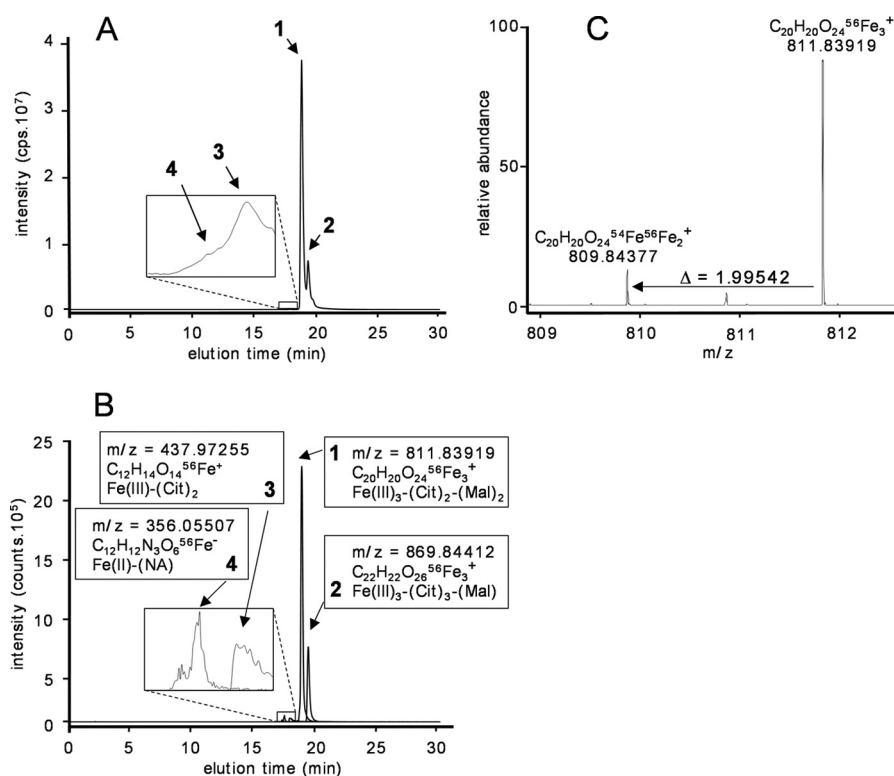 A
intensity (cps.10⁷)
4
3
2
1
0
0
10
15
20
25
30
elution time (min)
1
2
3
4
C
relative abundance
100
50
0
809
810
811
812
m/z
C₂₀H₂₀O₂₄⁵⁶Fe₃⁺
811.83919
C₂₀H₂₀O₂₄⁵⁴Fe⁵⁶Fe₂⁺
809.84377
Δ = 1.99542
B
intensity (counts.10⁵)
25
20
15
10
5
0
0
5
10
15
20
25
30
elution time (min)
m/z = 437.97255
C₁₂H₁₄O₁₄⁵⁶Fe⁺
Fe(III)-(Cit)₂
3
m/z = 356.05507
C₁₂H₁₂N₃O₆⁵⁶Fe⁻
Fe(II)-(NA)
4
1
m/z = 811.83919
C₂₀H₂₀O₂₄⁵⁶Fe₃⁺
Fe(III)₃-(Cit)₂-(Mal)₂
m/z = 869.84412
C₂₂H₂₂O₂₆⁵⁶Fe₃⁺
2
Fe(III)₃-(Cit)₃-(Mal)